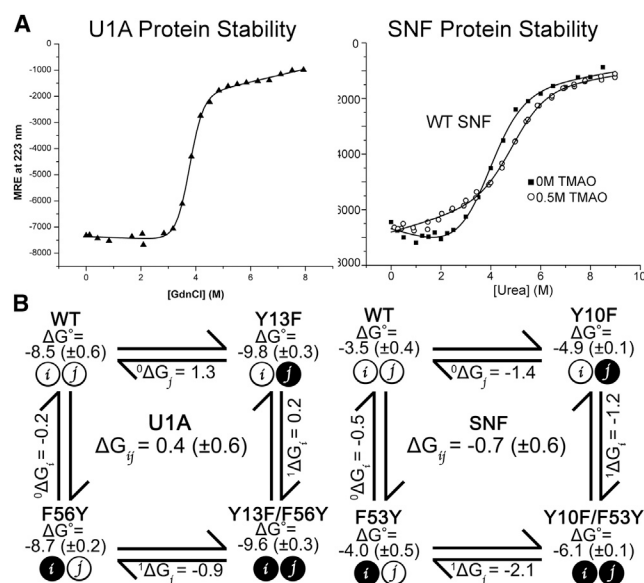 A
U1A Protein Stability
SNF Protein Stability
0
-1000
-2000
-3000
-4000
-5000
-6000
-7000
-8000
MRE at 223 nm
0 2 4 6 8
[GdnCl] (M)
2000
4000
6000
8000
WT SNF
■ 0M TMAO
○ 0.5M TMAO
0 2 4 6 8 10
[Urea] (M)
B
WT
ΔG°=
-8.5 (±0.6)
i j
Y13F
ΔG°=
-9.8 (±0.3)
i j
⁰ΔGⱼ = 1.3
⁰ΔGᵢ = -0.2
U1A
ΔGᵢⱼ = 0.4 (±0.6)
¹ΔGᵢ = 0.2
F56Y
ΔG°=
-8.7 (±0.2)
i j
Y13F/F56Y
ΔG°=
-9.6 (±0.3)
i j
¹ΔGⱼ = -0.9
WT
ΔG°=
-3.5 (±0.4)
i j
Y10F
ΔG°=
-4.9 (±0.1)
i j
⁰ΔGⱼ = -1.4
⁰ΔGᵢ = -0.5
SNF
ΔGᵢⱼ = -0.7 (±0.6)
¹ΔGᵢ = -1.2
F53Y
ΔG°=
-4.0 (±0.5)
i j
Y10F/F53Y
ΔG°=
-6.1 (±0.1)
i j
¹ΔGⱼ = -2.1